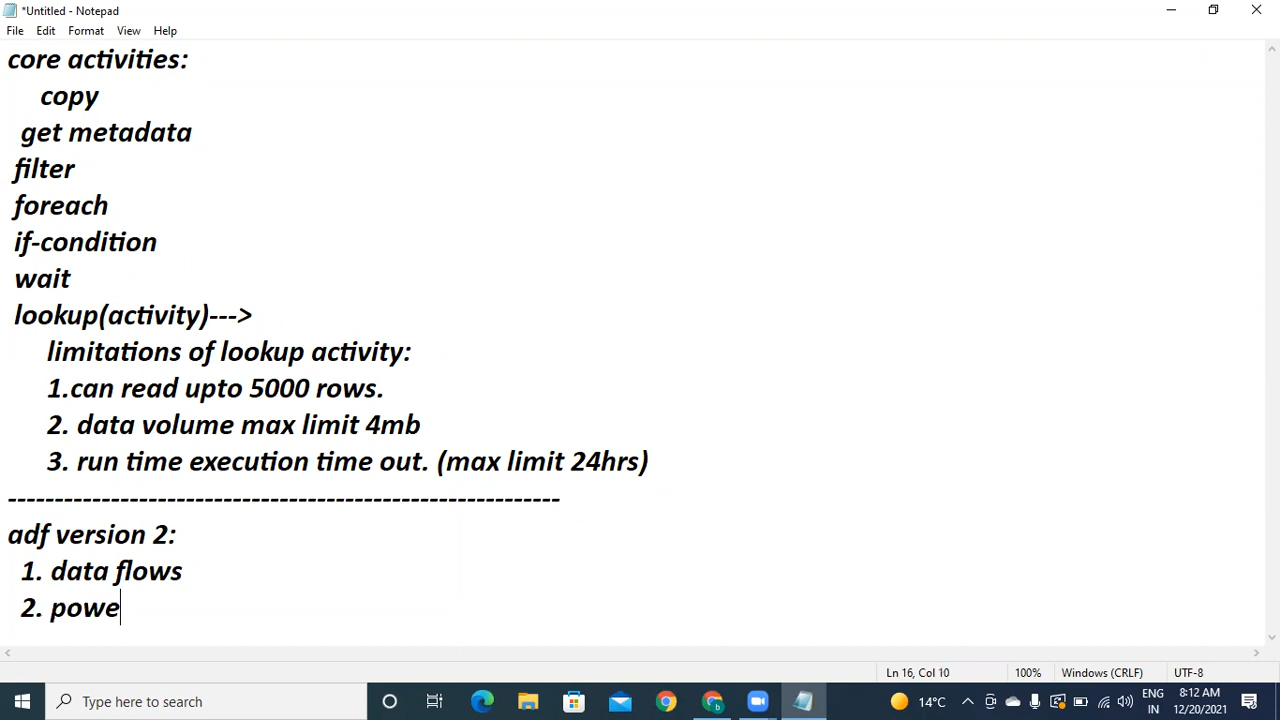 *Untitled - Notepad
File Edit Format View Help
core activities:
copy
get metadata
filter
foreach
if-condition
wait
lookup(activity)--->
limitations of lookup activity:
1.can read upto 5000 rows.
2. data volume max limit 4mb
3. run time execution time out. (max limit 24hrs)
-----------------------------------------------------------
adf version 2:
1. data flows
2. powe
Ln 16, Col 10 100% Windows (CRLF) UTF-8
Type here to search 14°C ENG IN 8:12 AM 12/20/2021